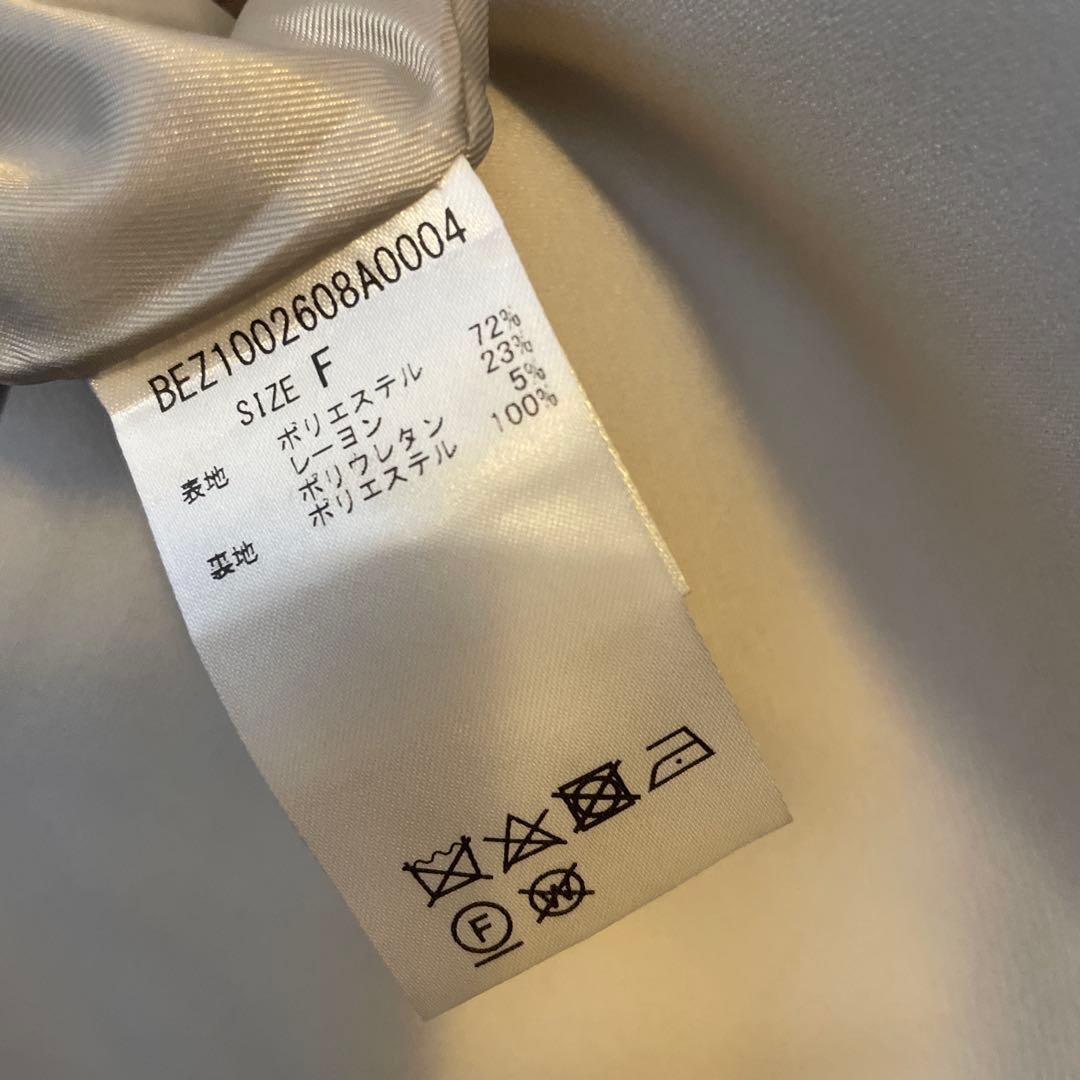 BEZ1002608A0004
SIZE F
表地 ポリエステル 72%
レーヨン 23%
ポリウレタン 5%
裏地 ポリエステル 100%
F
W